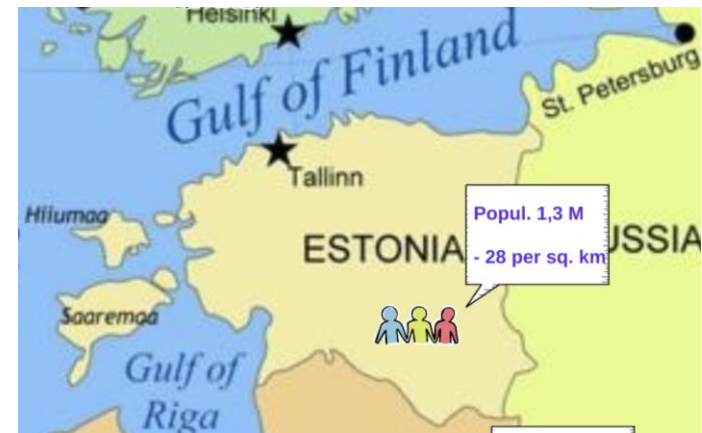 Helsinki
Gulf of Finland
St. Petersburg
Tallinn
Hiiumaa
Popul. 1,3 M
ESTONIA
USSIA
- 28 per sq. km
Saaremaa
Gulf of
Riga